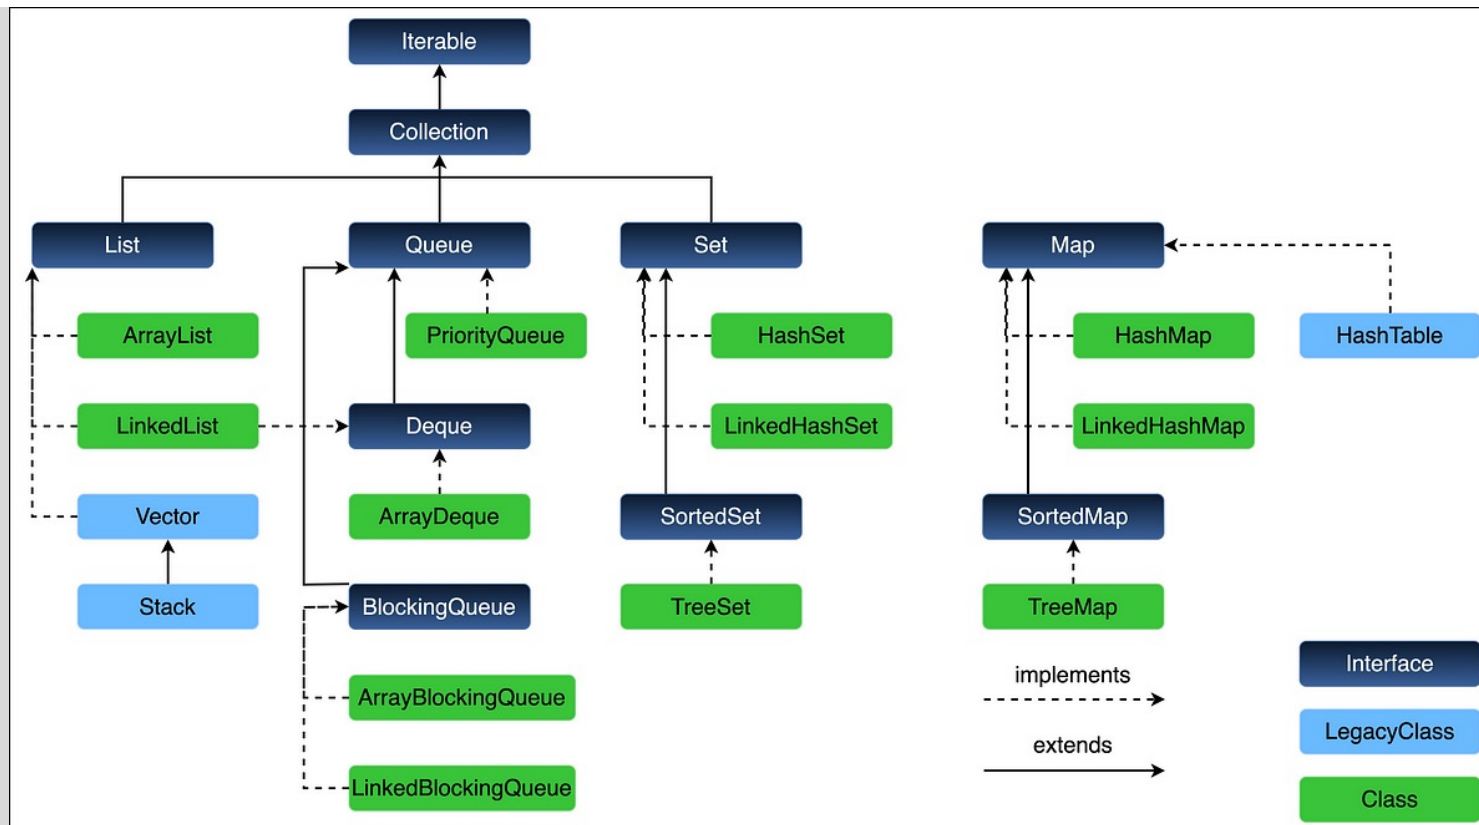 Iterable
Collection
List
Queue
Set
Map
ArrayList
PriorityQueue
HashSet
HashMap
HashTable
LinkedList
Deque
LinkedHashSet
LinkedHashMap
Vector
ArrayDeque
SortedSet
SortedMap
Stack
BlockingQueue
TreeSet
TreeMap
implements
Interface
ArrayBlockingQueue
extends
LegacyClass
LinkedBlockingQueue
Class